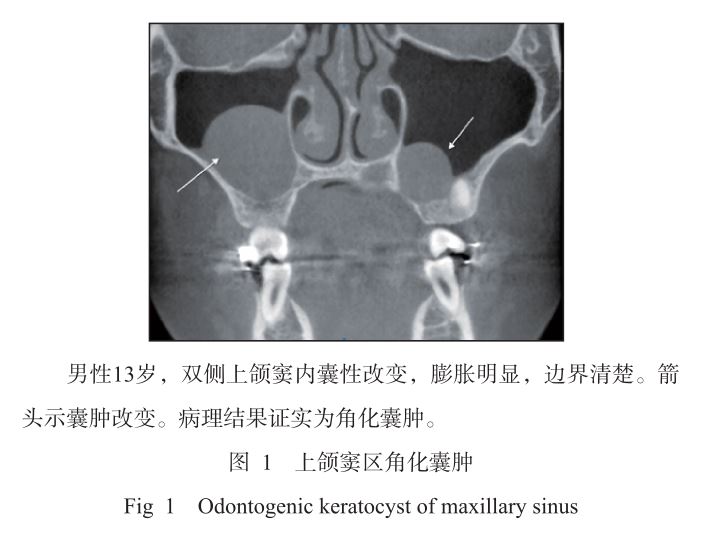 男性13岁，双侧上颌窦内囊性改变，膨胀明显，边界清楚。箭
头示囊肿改变。病理结果证实为角化囊肿。
图 1 上颌窦区角化囊肿
Fig 1 Odontogenic keratocyst of maxillary sinus